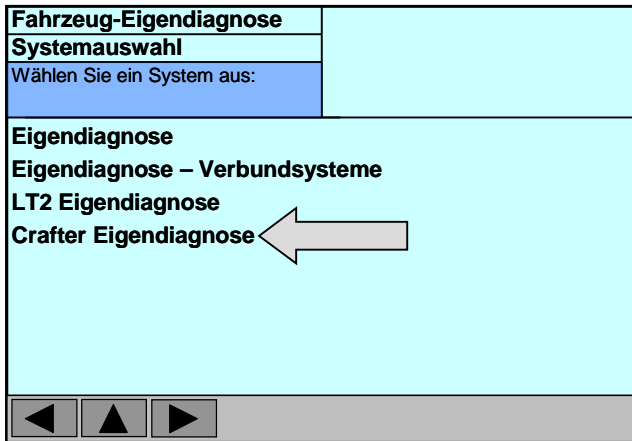 Fahrzeug-Eigendiagnose
Systemauswahl
Wählen Sie ein System aus:
Eigendiagnose
Eigendiagnose – Verbundsysteme
LT2 Eigendiagnose
Crafter Eigendiagnose